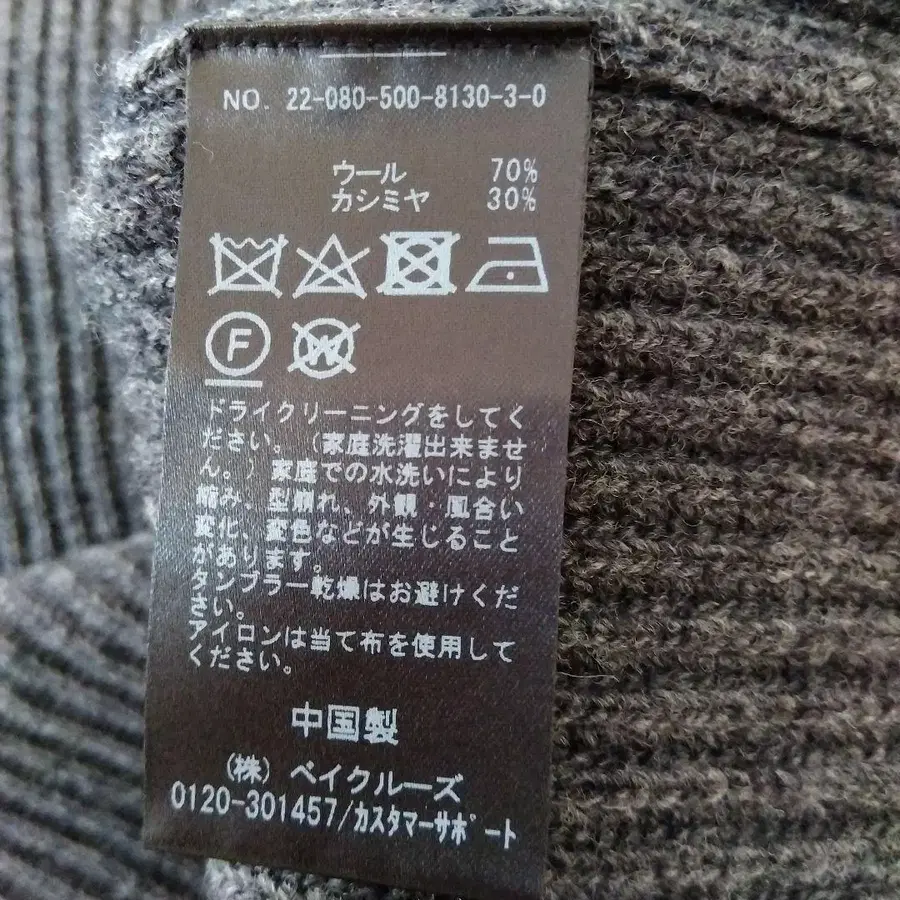 NO. 22-080-500-8130-3-0
ウール 70%
カシミヤ 30%
F
W
ドライクリーニングをしてく
ださい。(家庭洗濯出来ませ
ん。)家庭での水洗いにより
縮み、型崩れ、外観・風合い
変化、変色などが生じること
があります。
タンブラー乾燥はお避けくだ
さい。
アイロンは当て布を使用して
ください。
中国製
(株)ベイクルーズ
0120-301457/カスタマーサポート